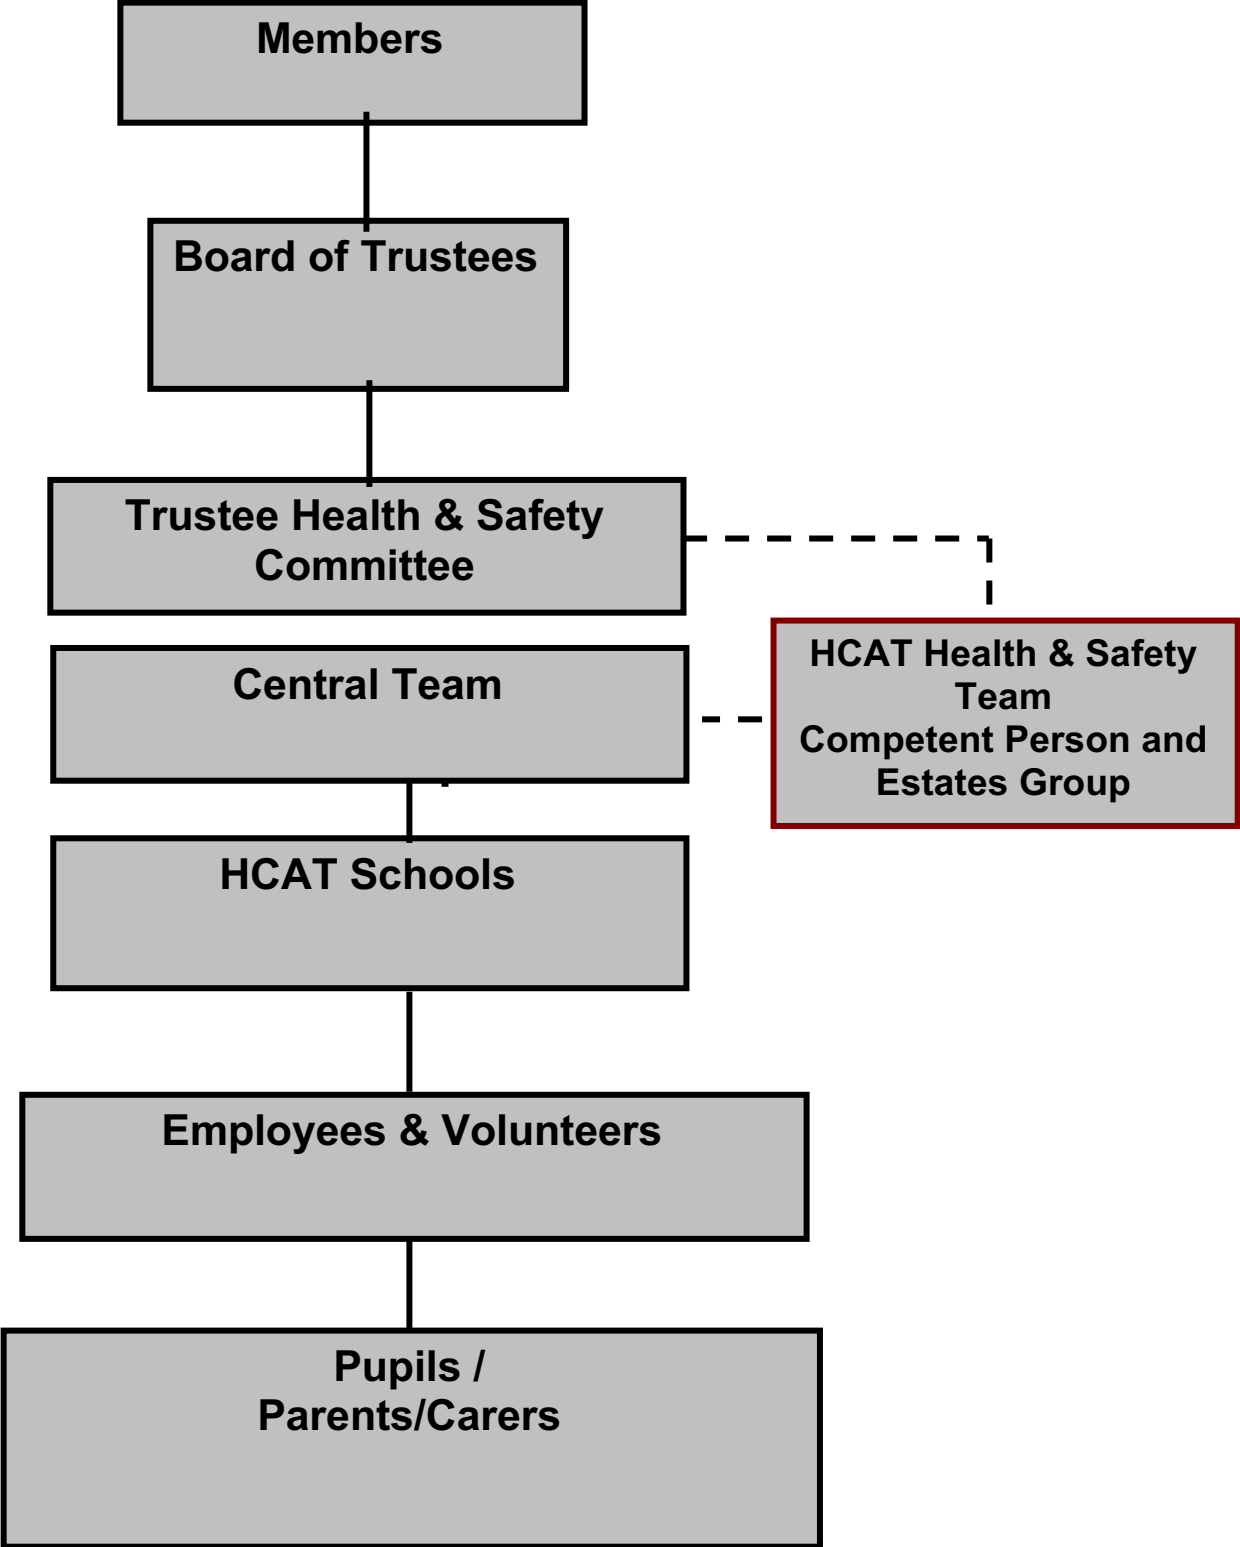 Members
Board of Trustees
Trustee Health & Safety
Committee
Central Team
HCAT Health & Safety
Team
Competent Person and
Estates Group
HCAT Schools
Employees & Volunteers
Pupils /
Parents/Carers